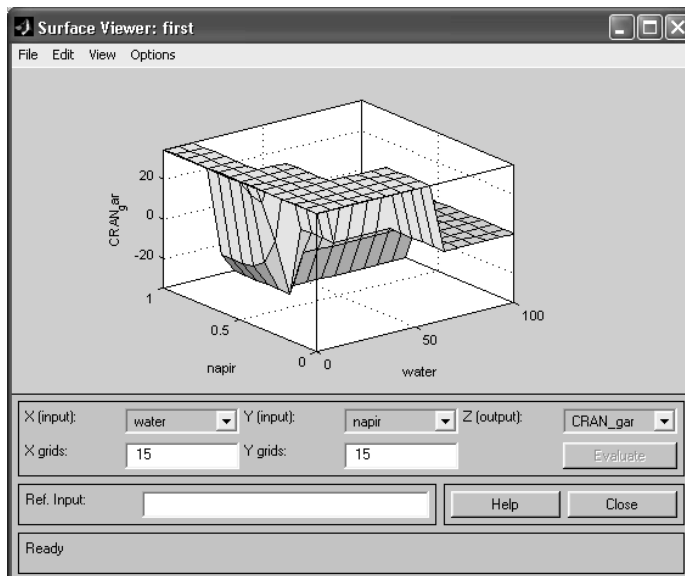 Surface Viewer: first
File Edit View Options
20
0
-20
CRAN_gar
1
0.5
0
napir
0
50
100
water
X (input): water Y (input): napir Z (output): CRAN_gar
X grids: 15 Y grids: 15 Evaluate
Ref. Input: Help Close
Ready